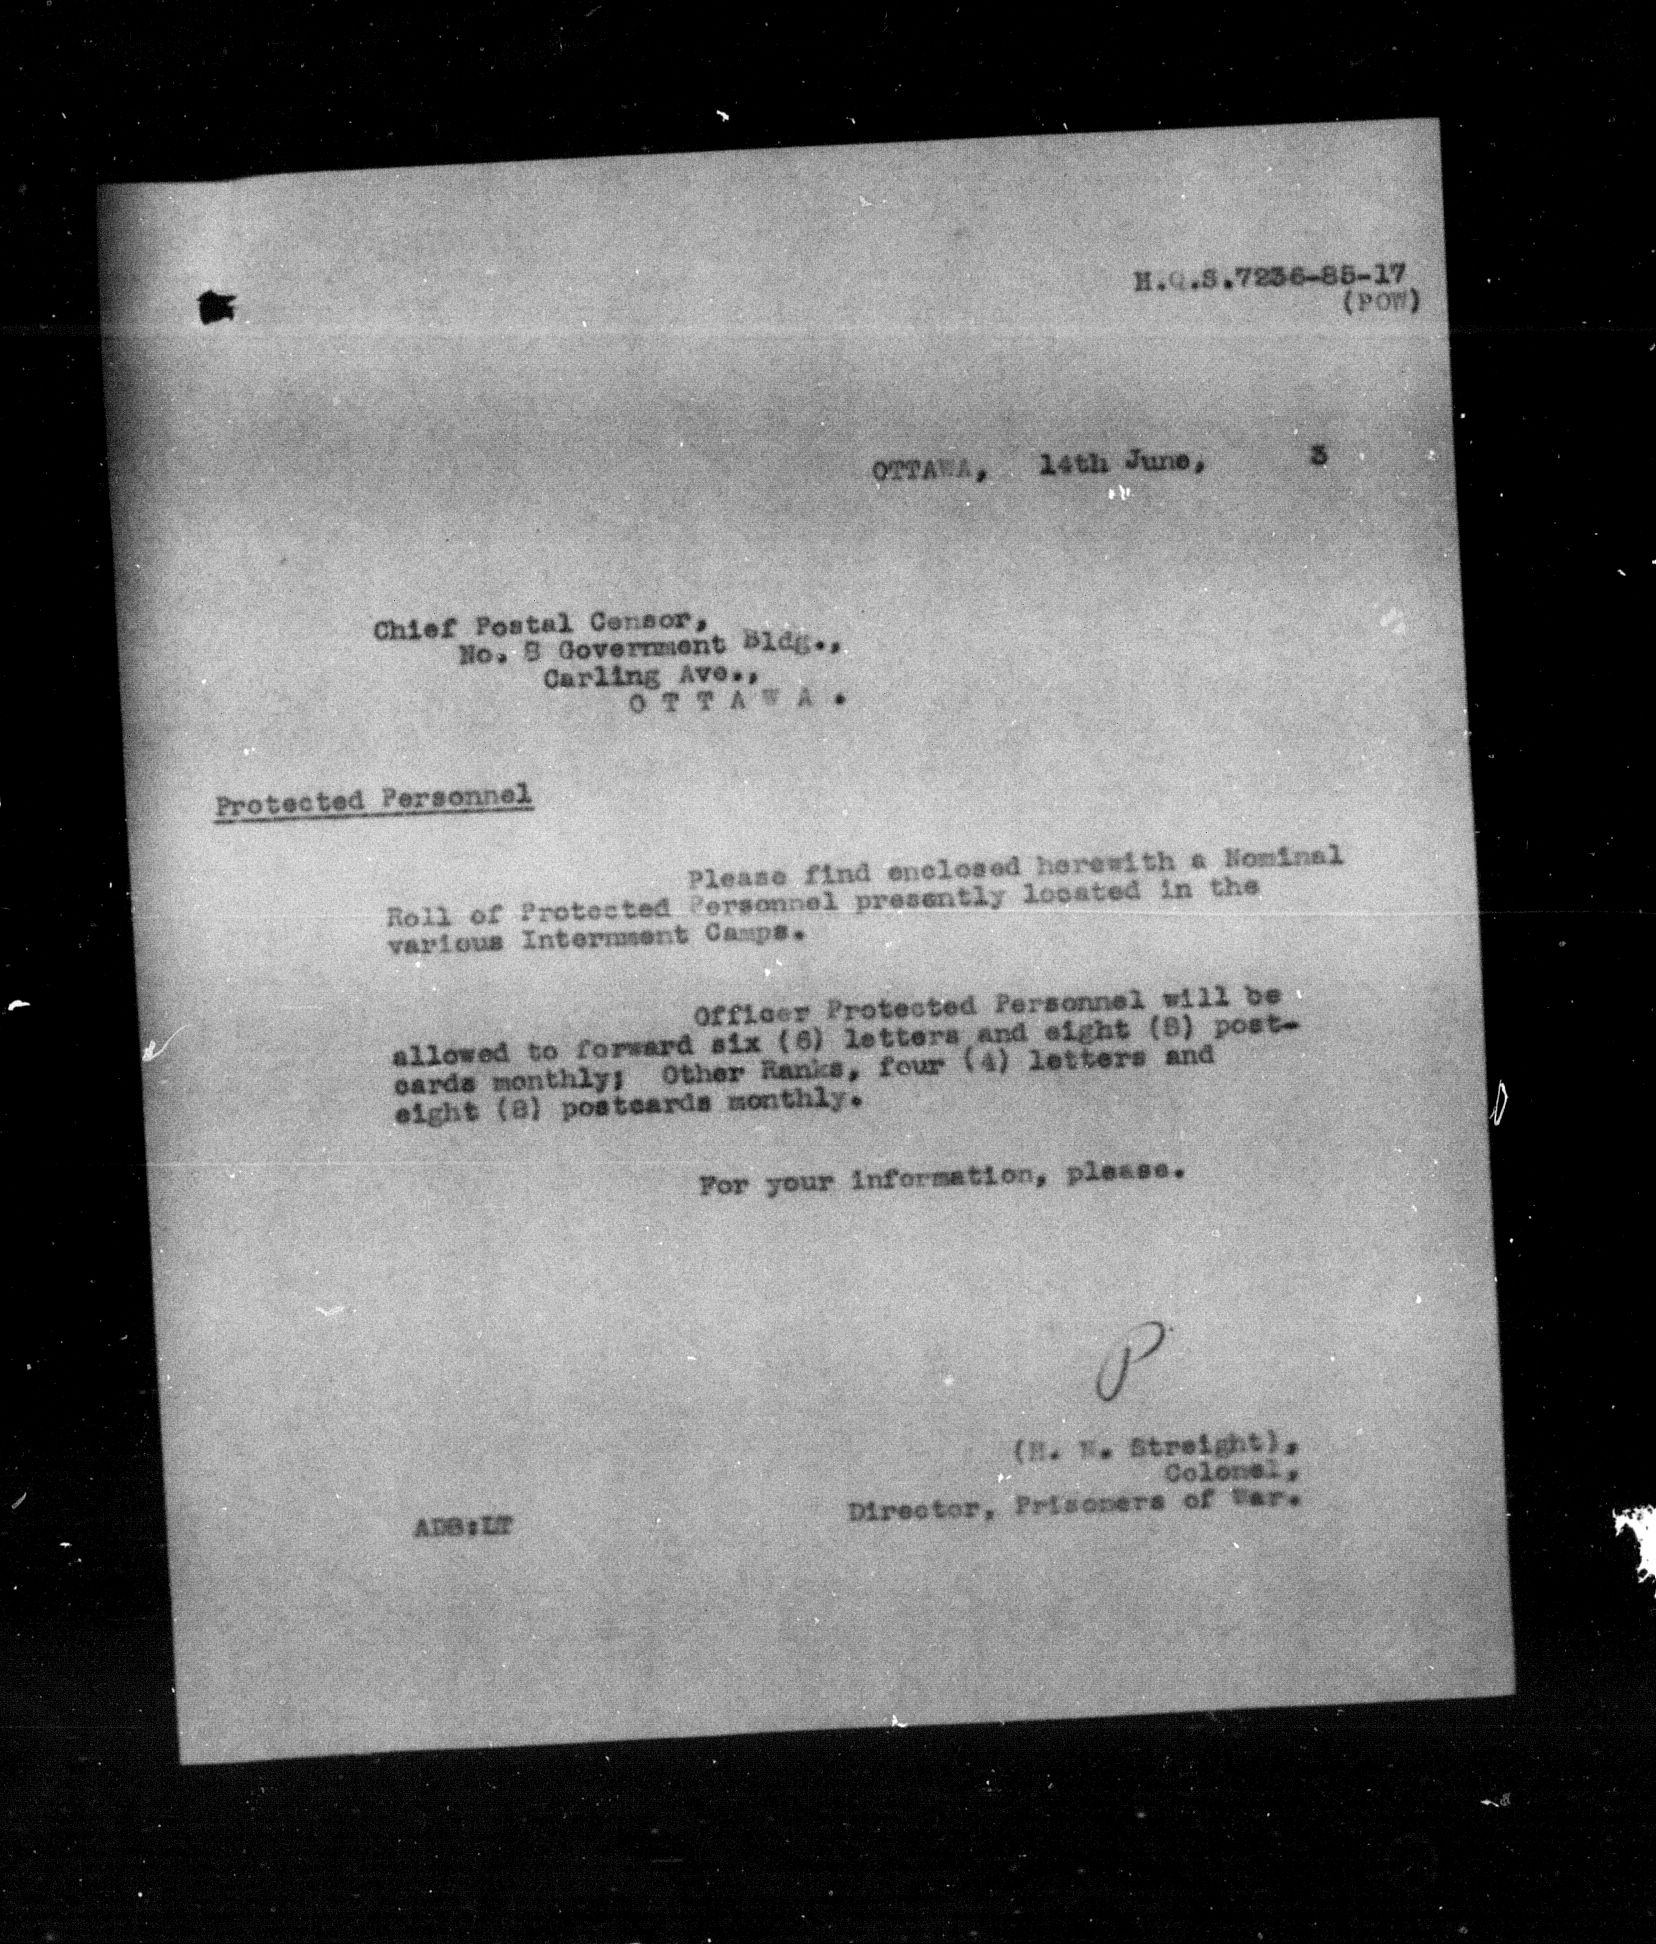 H.Q.S.7236-85-17
(POW)
OTTAWA, 14th June, 3
Chief Postal Censor,
No. 8 Government Bldg.,
Carling Ave.,
O T T A W A .
Protected Personnel
Please find enclosed herewith a Nominal
Roll of Protected Personnel presently located in the
various Internment Camps.
Officer Protected Personnel will be
allowed to forward six (6) letters and eight (8) post-
cards monthly; Other Ranks, four (4) letters and
eight (8) postcards monthly.
For your information, please.
P
(H. N. Streight),
Colonel,
Director, Prisoners of War.
ADB:LT